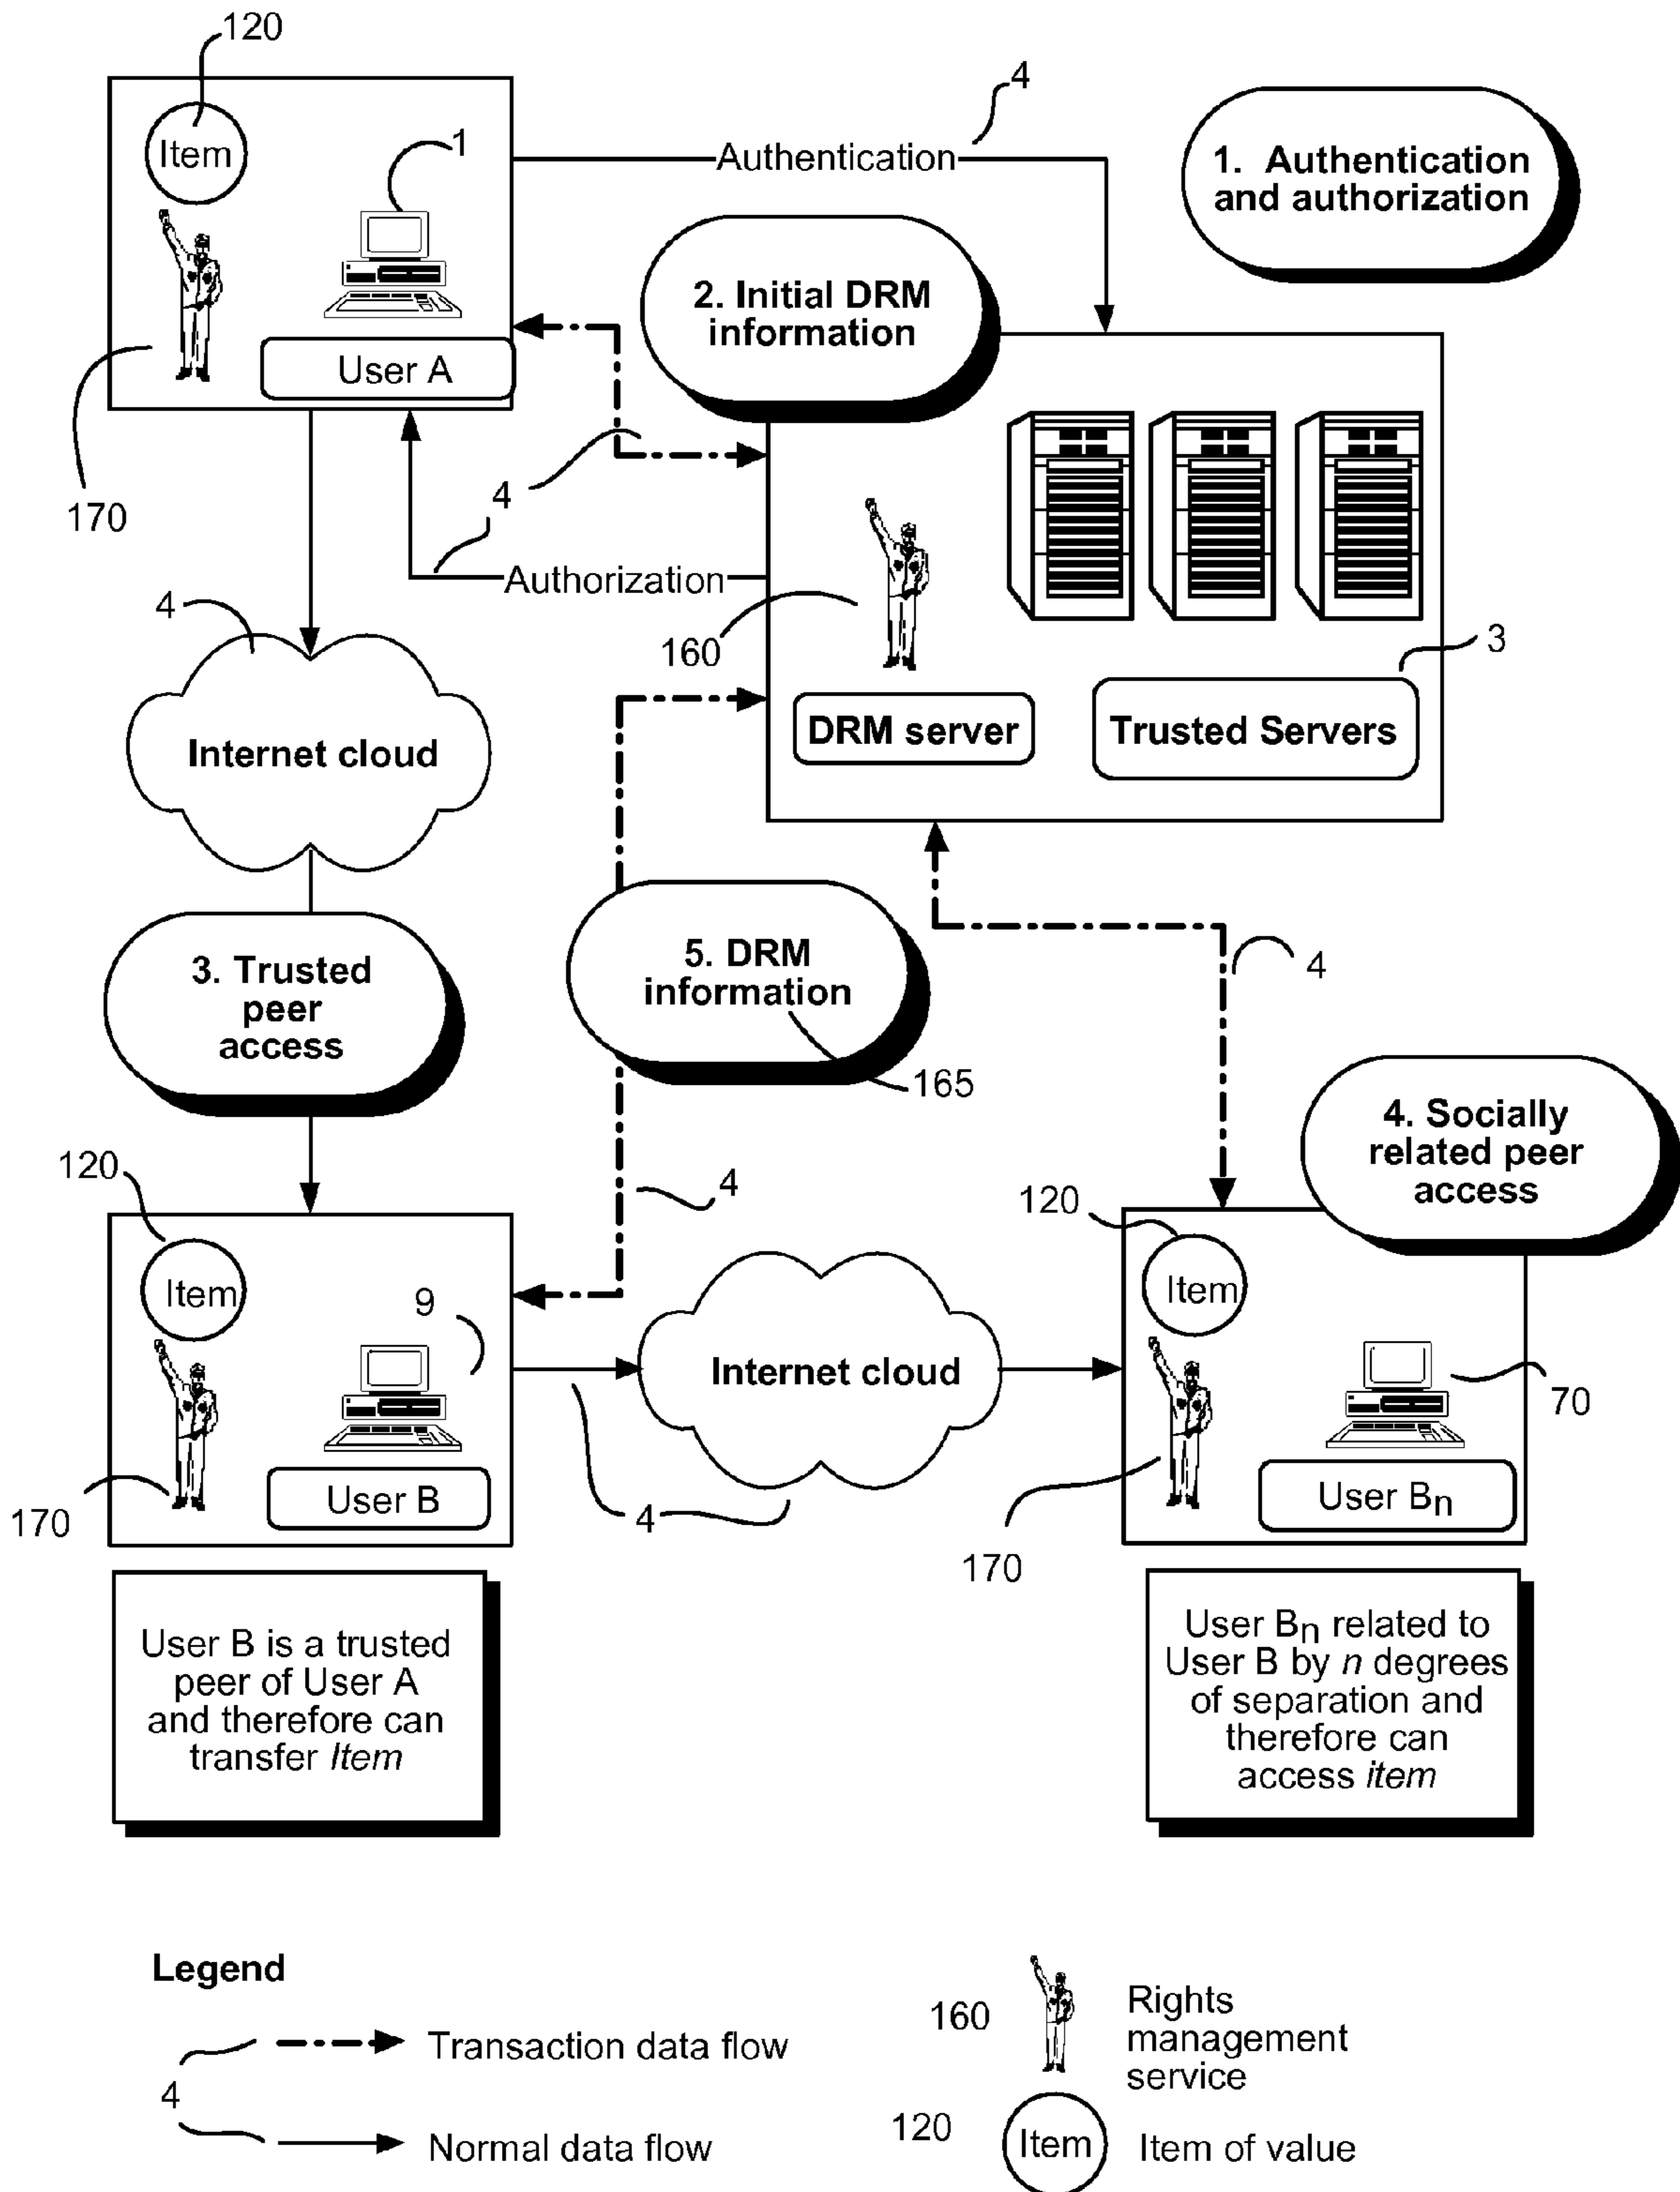 120
4
Item
1
Authentication
1. Authentication
and authorization
2. Initial DRM
information
User A
4
170
Authorization
4
160
3
Internet cloud
DRM server
Trusted Servers
3. Trusted
peer
access
5. DRM
information
165
4
4. Socially
related peer
access
120
4
120
Item
9
Item
Internet cloud
70
User B
170
4
User Bn
170
User B is a trusted
peer of User A
and therefore can
transfer Item
User Bn related to
User B by n degrees
of separation and
therefore can
access item
Legend
Transaction data flow
4
Normal data flow
160
Rights
management
service
120
Item
Item of value